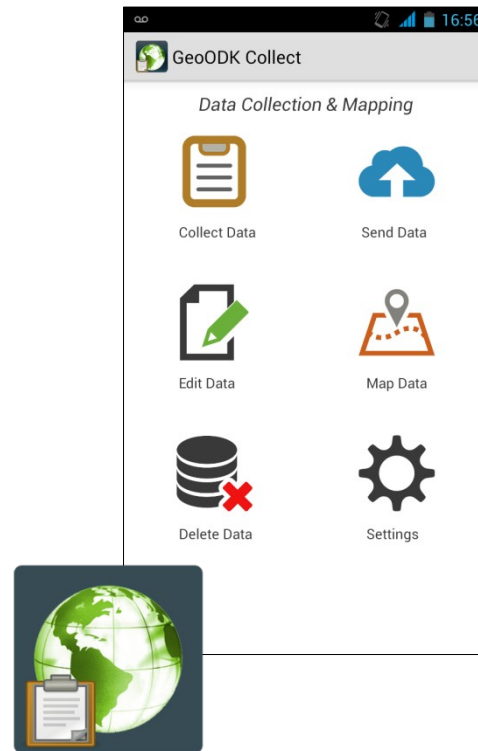 16:56
GeoODK Collect
Data Collection & Mapping
Collect Data
Send Data
Edit Data
Map Data
Delete Data
Settings